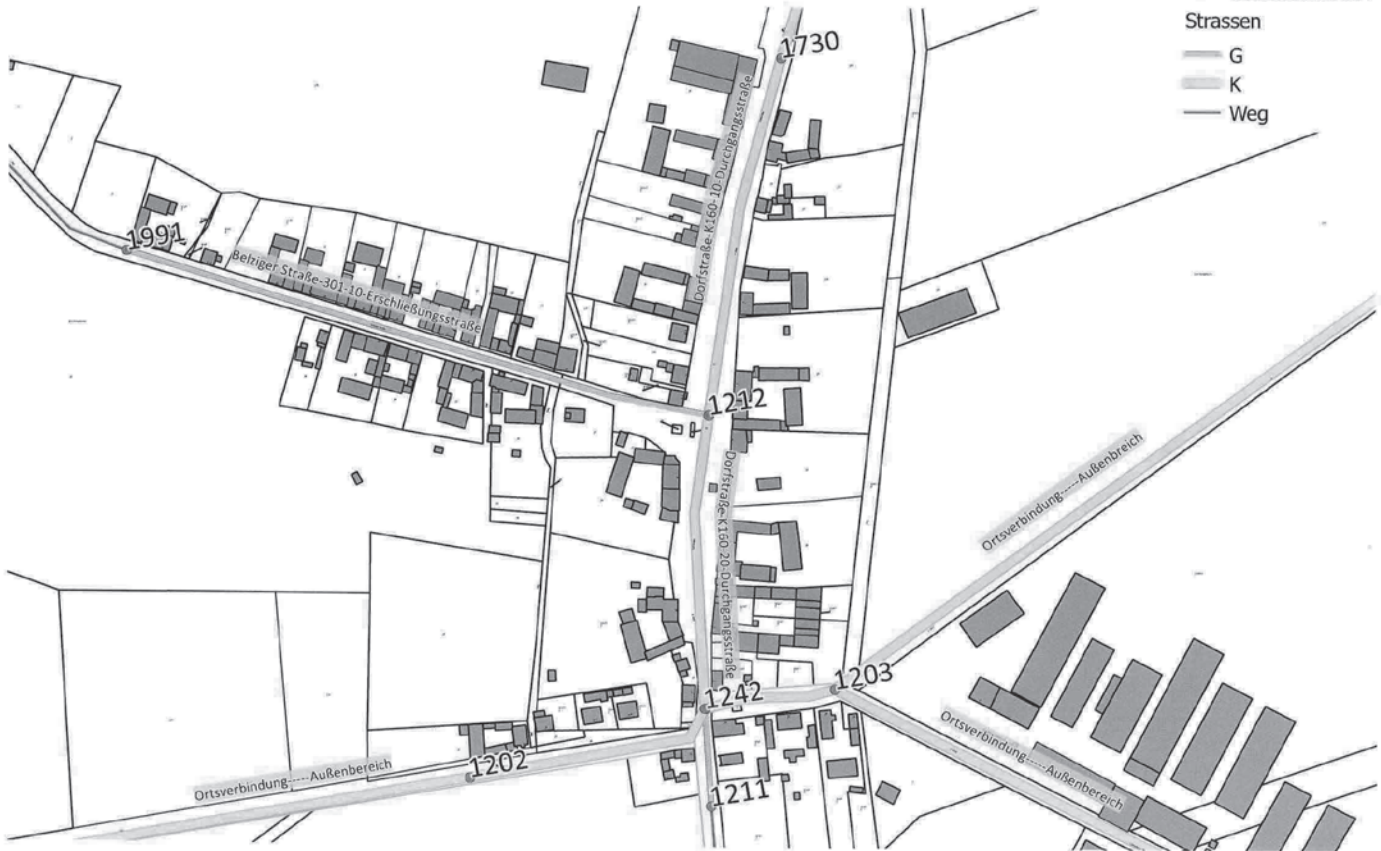 Strassen
G
K
Weg
1730
Dorfstraße-K160-10-Durchgangsstraße
1991
Belziger Straße-301-10-Erschließungsstraße
1212
Dorfstraße-K160-20-Durchgangsstraße
Ortsverbindung-----Außenbreich
1203
1242
Ortsverbindung-----Außenbereich
1202
Ortsverbindung-----Außenbereich
1211